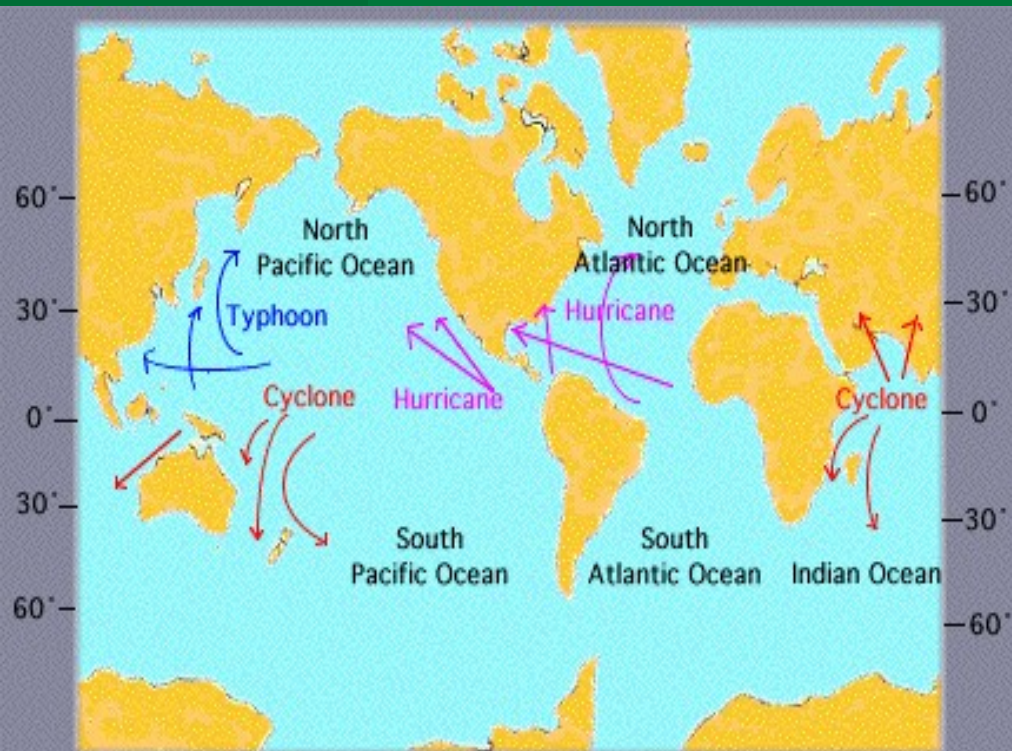 60°
60°
North
Pacific Ocean
North
Atlantic Ocean
30°
30°
Typhoon
Hurricane
Cyclone
Hurricane
Cyclone
0°
0°
30°
30°
South
Pacific Ocean
South
Atlantic Ocean
Indian Ocean
60°
60°